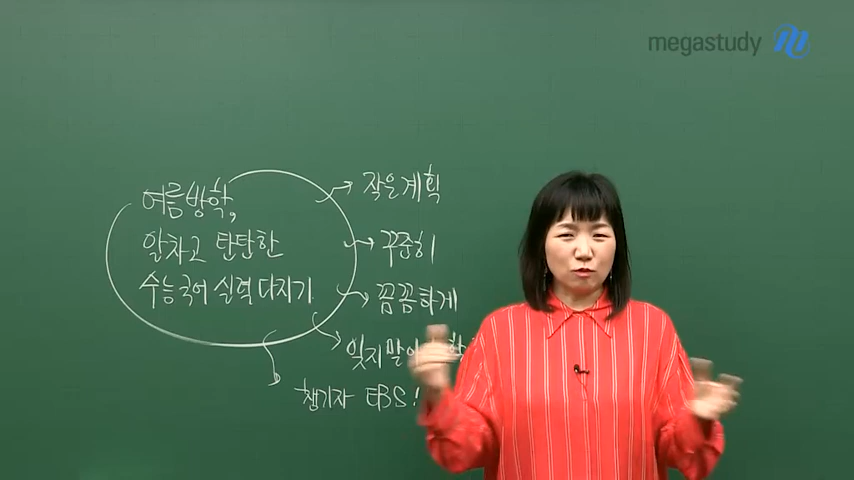 megastudy
여름방학,
알차고 탄탄한
수능국어 실력 다지기
작은계획
꾸준히
꼼꼼하게
잊지말아
챙기자 EBS!